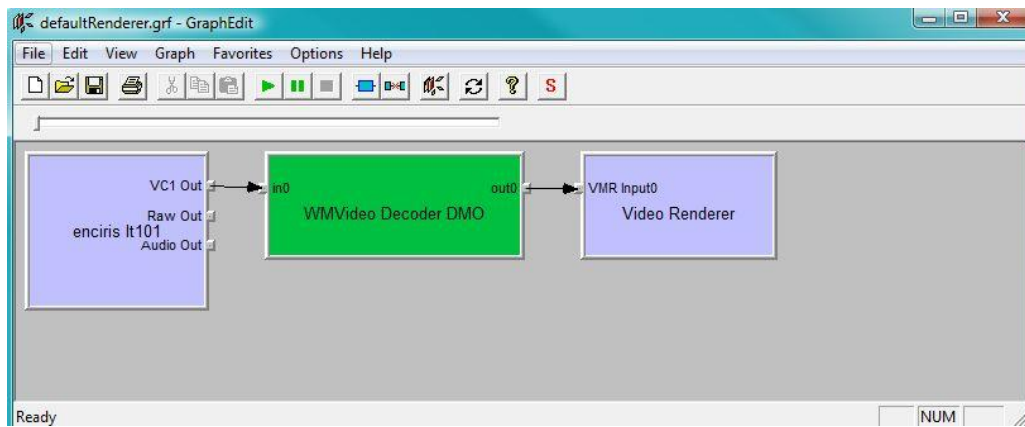 defaultRenderer.grf - GraphEdit
File Edit View Graph Favorites Options Help
S
VC1 Out
Raw Out
enciris lt101
Audio Out
in0
out0
WMVideo Decoder DMO
VMR Input0
Video Renderer
Ready
NUM